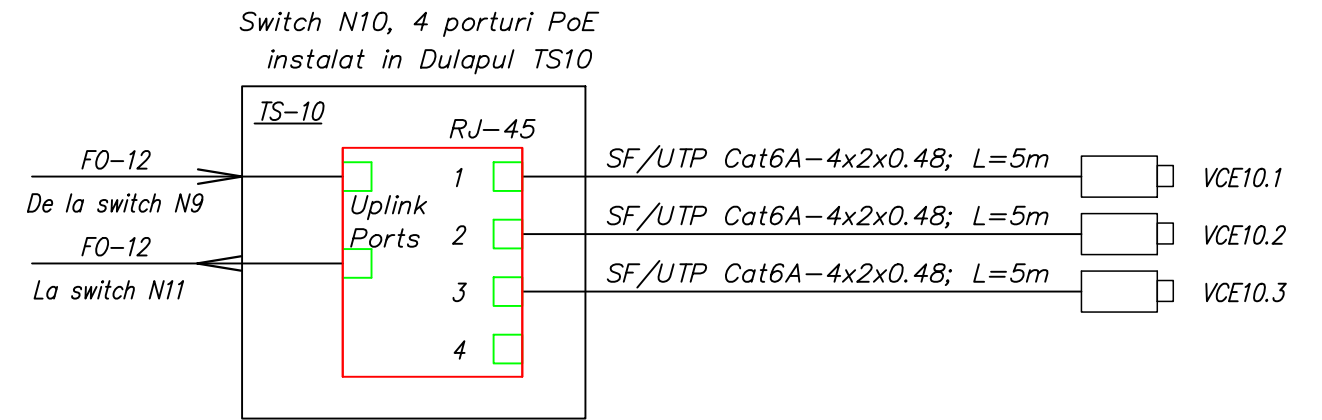 Switch N10, 4 porturi PoE
instalat in Dulapul TS10
TS-10
RJ-45
FO-12
De la switch N9
FO-12
La switch N11
Uplink
Ports
1
2
3
4
SF/UTP Cat6A-4x2x0.48; L=5m
VCE10.1
SF/UTP Cat6A-4x2x0.48; L=5m
VCE10.2
SF/UTP Cat6A-4x2x0.48; L=5m
VCE10.3